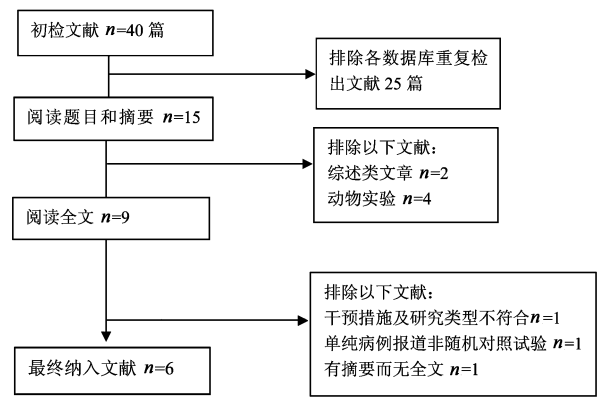 初检文献 n=40 篇
排除各数据库重复检
出文献 25 篇
阅读题目和摘要 n=15
排除以下文献：
综述类文章 n=2
动物实验 n=4
阅读全文 n=9
排除以下文献：
干预措施及研究类型不符合n=1
单纯病例报道非随机对照试验 n=1
有摘要而无全文 n=1
最终纳入文献 n=6